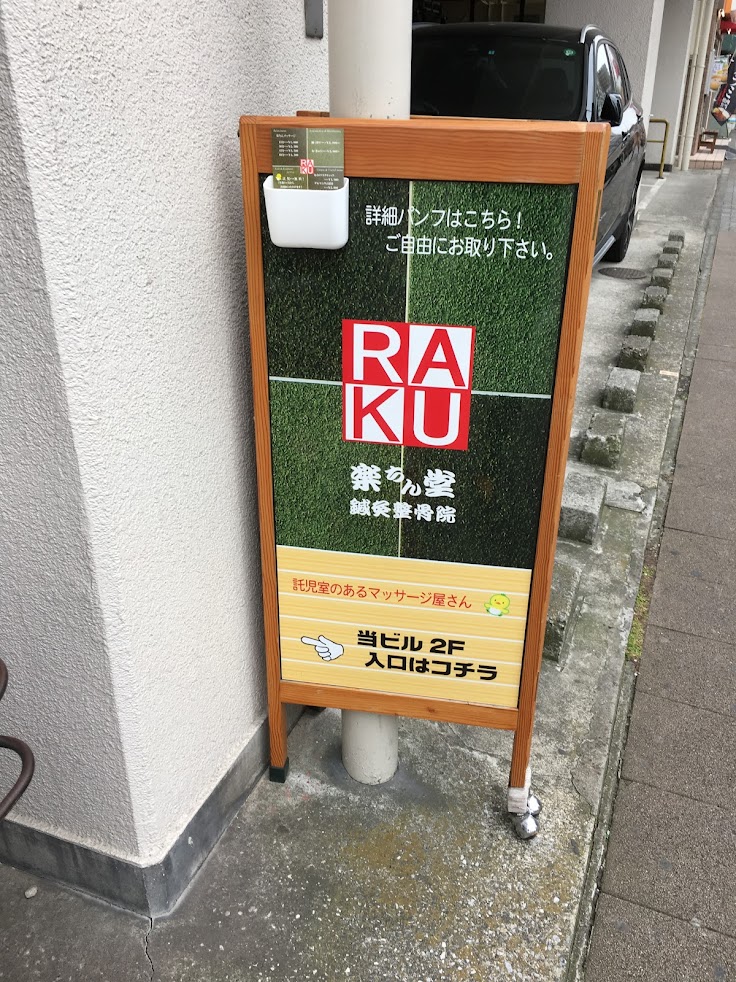 RAKU
詳細パンフはこちら！
ご自由にお取り下さい。
RA
KU
楽ちん堂
鍼灸整骨院
託児室のあるマッサージ屋さん
当ビル 2F
入口はコチラ